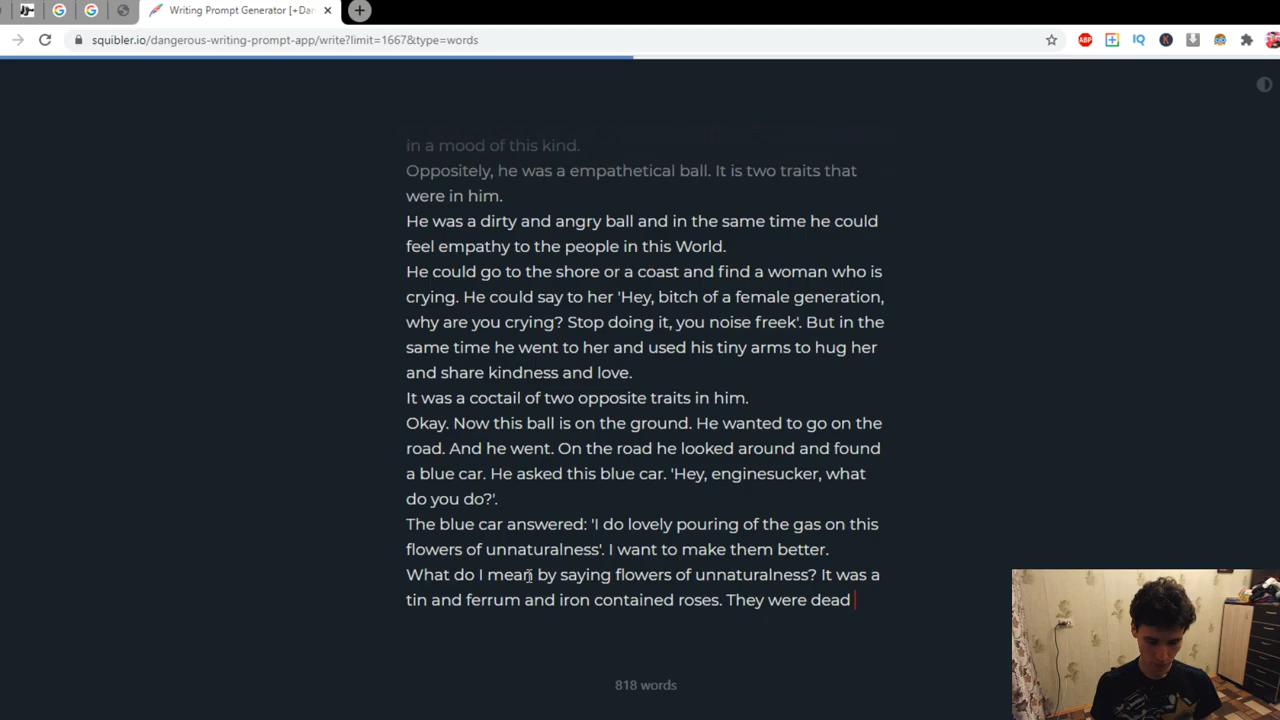 Writing Prompt Generator [+Dan
squibler.io/dangerous-writing-prompt-app/write?limit=1667&type=words
ABP
IQ
K
in a mood of this kind.
Oppositely, he was a empathetical ball. It is two traits that
were in him.
He was a dirty and angry ball and in the same time he could
feel empathy to the people in this World.
He could go to the shore or a coast and find a woman who is
crying. He could say to her 'Hey, bitch of a female generation,
why are you crying? Stop doing it, you noise freek'. But in the
same time he went to her and used his tiny arms to hug her
and share kindness and love.
It was a coctail of two opposite traits in him.
Okay. Now this ball is on the ground. He wanted to go on the
road. And he went. On the road he looked around and found
a blue car. He asked this blue car. 'Hey, enginesucker, what
do you do?'.
The blue car answered: 'I do lovely pouring of the gas on this
flowers of unnaturalness'. I want to make them better.
What do I mean by saying flowers of unnaturalness? It was a
tin and ferrum and iron contained roses. They were dead
818 words